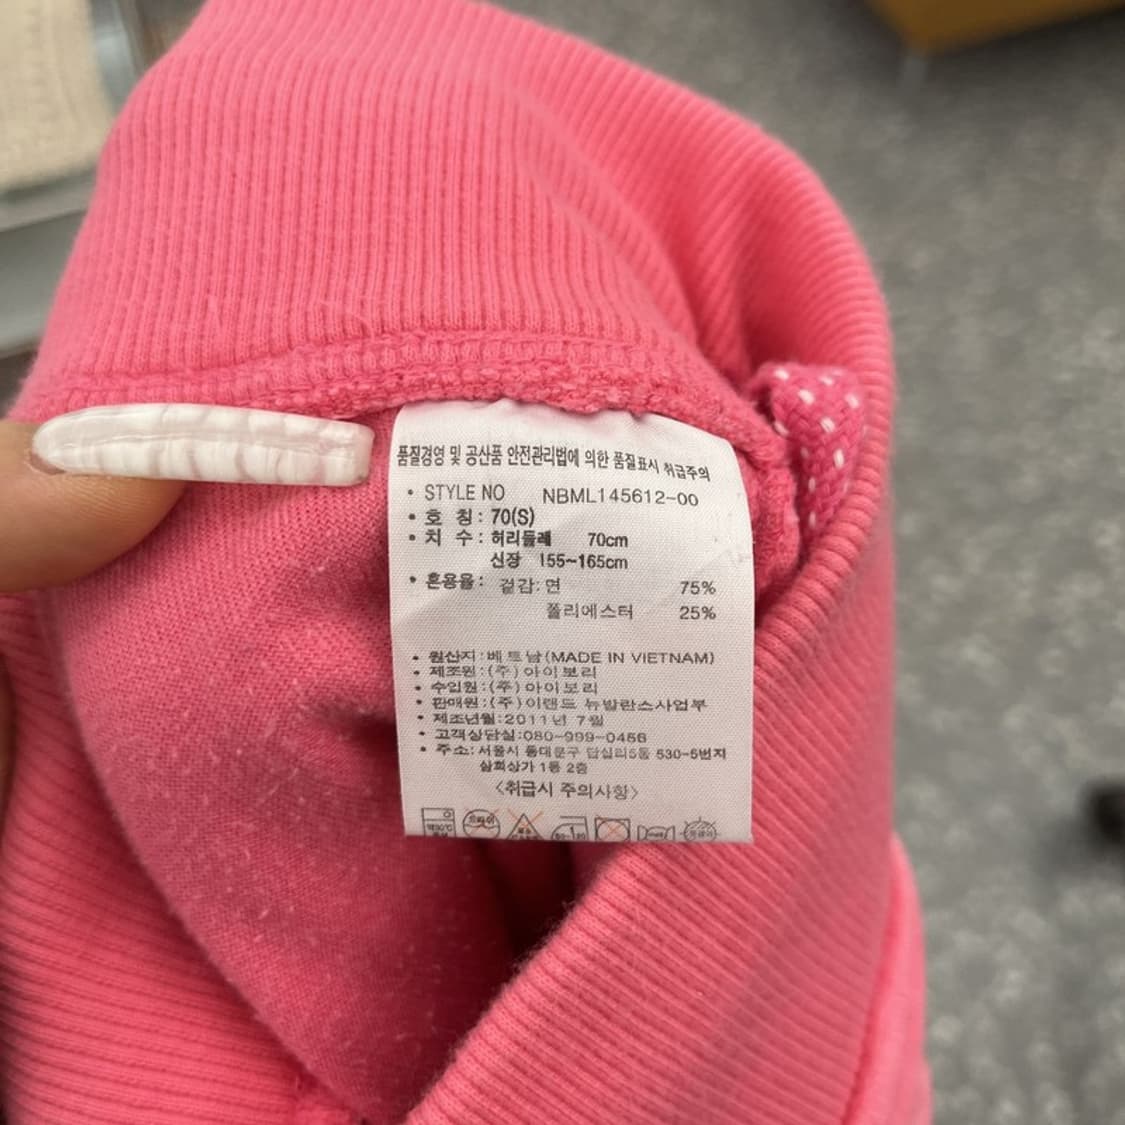 품질경영 및 공산품 안전관리법에 의한 품질표시 취급주의
• STYLE NO NBML145612-00
• 호 칭 : 70(S)
• 치 수 : 허리둘레 70cm
신장 155~165cm
• 혼용율 : 겉감 : 면 75%
폴리에스터 25%
• 원산지 : 베트남(MADE IN VIETNAM)
• 제조원 : (주)아이보리
• 수입원 : (주)아이보리
• 판매원 : (주)이랜드 뉴발란스사업부
• 제조년월 : 2011년 7월
• 고객상담실 : 080-999-0456
• 주소 : 서울시 동대문구 답십리5동 530-5번지
삼희상가 1동 2층
<취급시 주의사항>
드라이